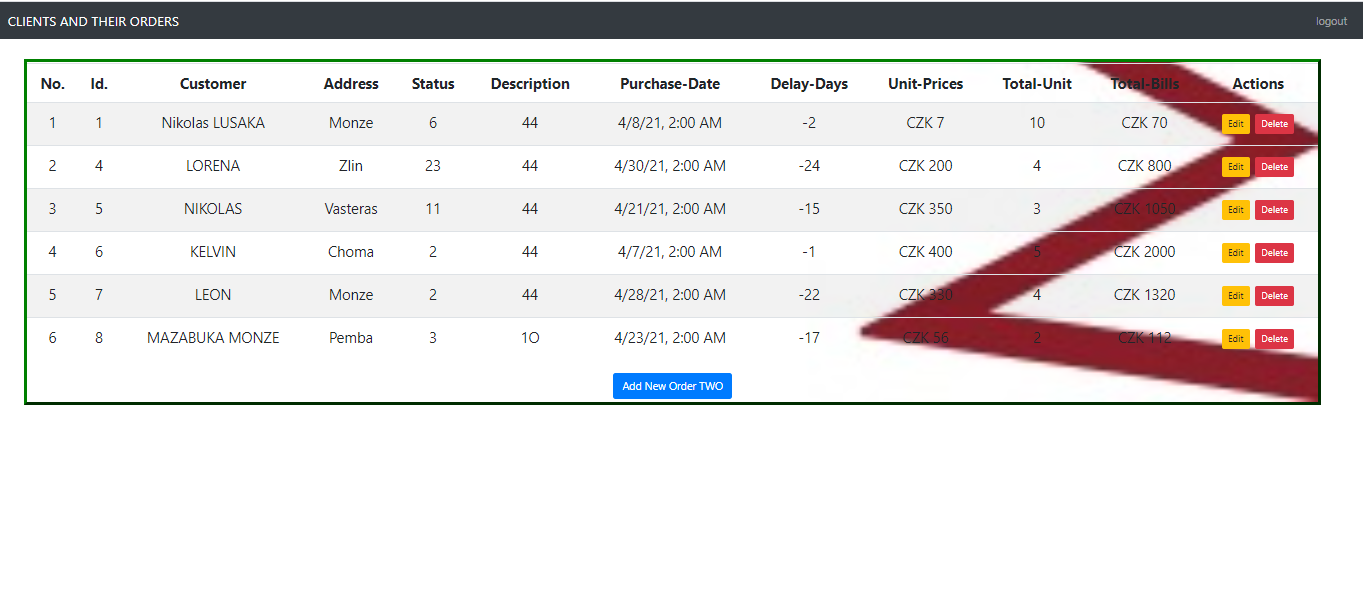 CLIENTS AND THEIR ORDERS logout
No. Id. Customer Address Status Description Purchase-Date Delay-Days Unit-Prices Total-Unit Total-Bills Actions
1 1 Nikolas LUSAKA Monze 6 44 4/8/21, 2:00 AM -2 CZK 7 10 CZK 70 Edit Delete
2 4 LORENA Zlin 23 44 4/30/21, 2:00 AM -24 CZK 200 4 CZK 800 Edit Delete
3 5 NIKOLAS Vasteras 11 44 4/21/21, 2:00 AM -15 CZK 350 3 CZK 1050 Edit Delete
4 6 KELVIN Choma 2 44 4/7/21, 2:00 AM -1 CZK 400 5 CZK 2000 Edit Delete
5 7 LEON Monze 2 44 4/28/21, 2:00 AM -22 CZK 330 4 CZK 1320 Edit Delete
6 8 MAZABUKA MONZE Pemba 3 1O 4/23/21, 2:00 AM -17 CZK 56 2 CZK 112 Edit Delete
Add New Order TWO